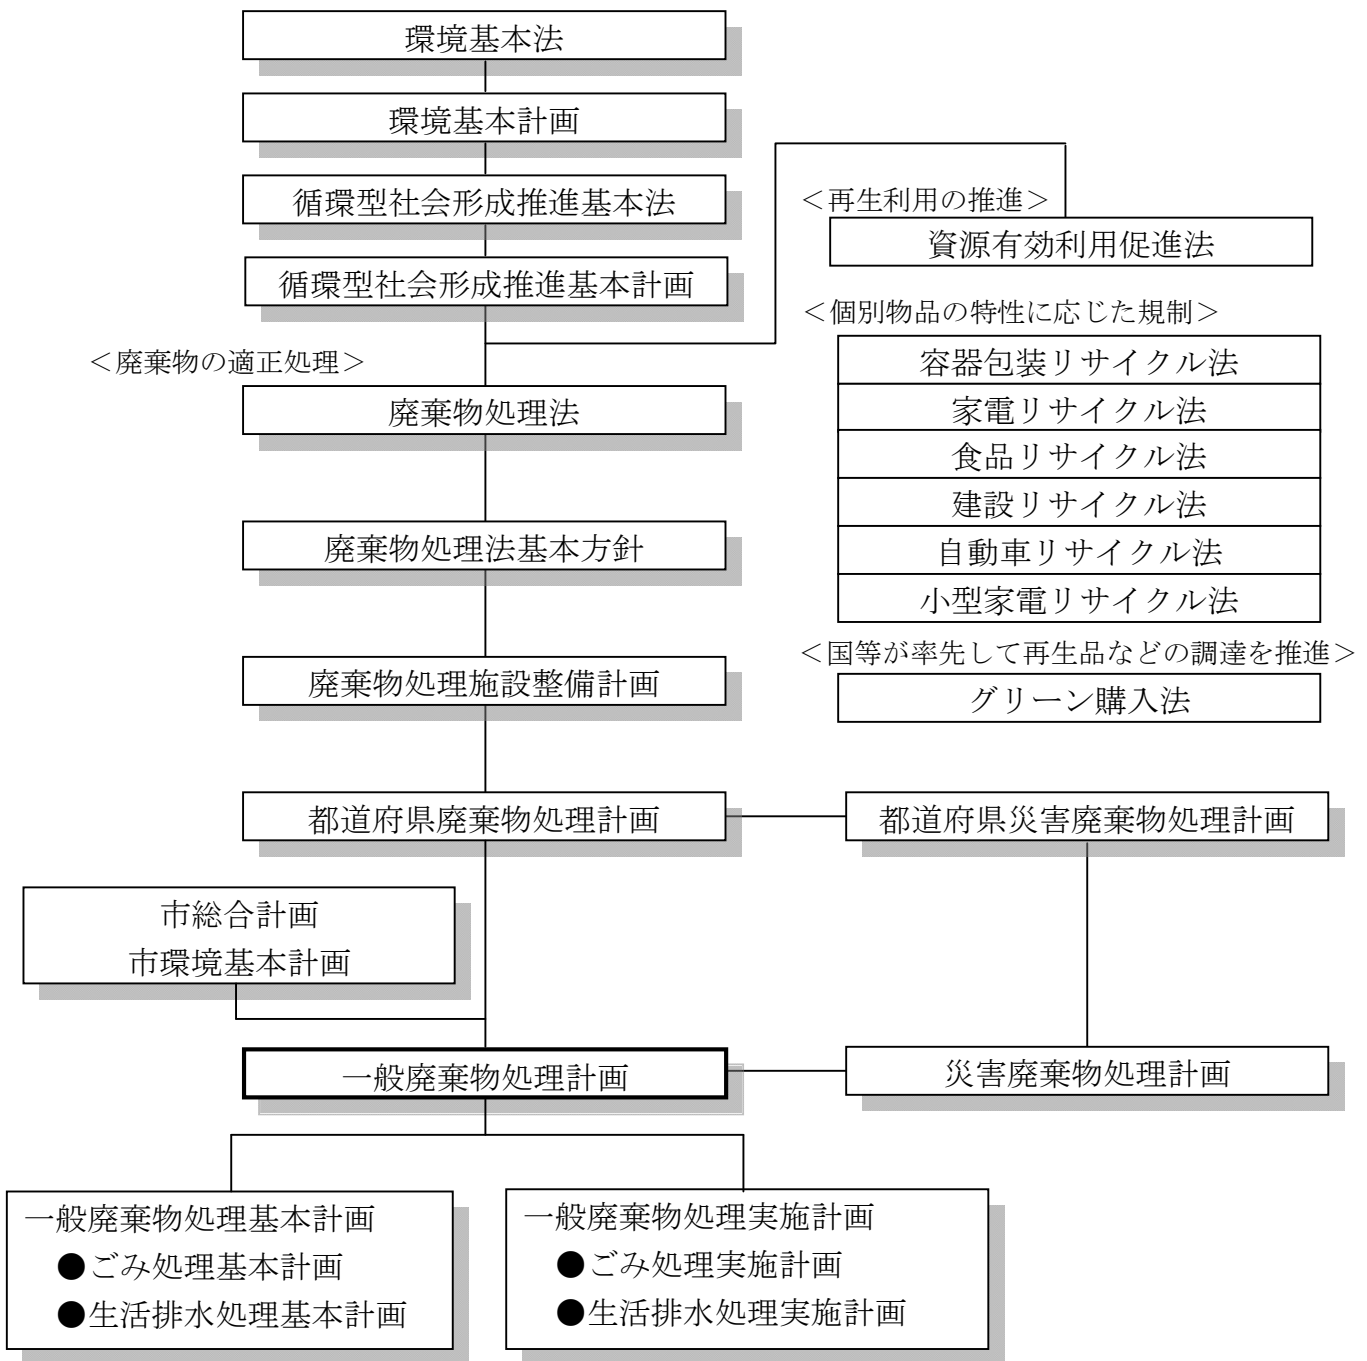 環境基本法
環境基本計画
循環型社会形成推進基本法
循環型社会形成推進基本計画
＜再生利用の推進＞
資源有効利用促進法
＜個別物品の特性に応じた規制＞
容器包装リサイクル法
家電リサイクル法
食品リサイクル法
建設リサイクル法
自動車リサイクル法
小型家電リサイクル法
＜国等が率先して再生品などの調達を推進＞
グリーン購入法
＜廃棄物の適正処理＞
廃棄物処理法
廃棄物処理法基本方針
廃棄物処理施設整備計画
都道府県廃棄物処理計画
都道府県災害廃棄物処理計画
市総合計画
市環境基本計画
一般廃棄物処理計画
災害廃棄物処理計画
一般廃棄物処理基本計画
●ごみ処理基本計画
●生活排水処理基本計画
一般廃棄物処理実施計画
●ごみ処理実施計画
●生活排水処理実施計画